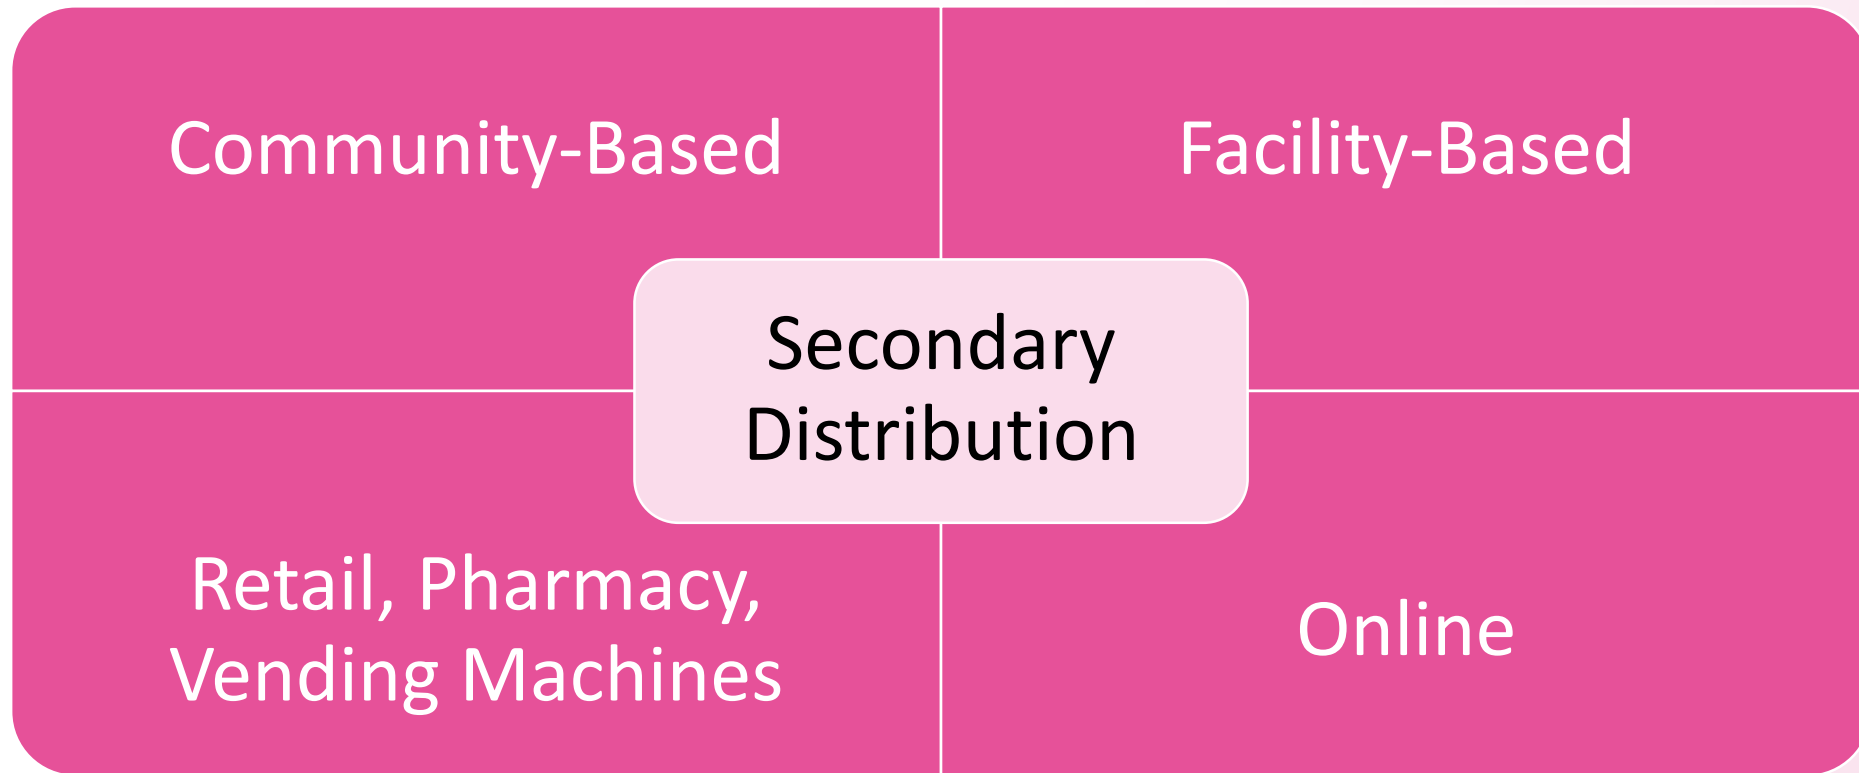 Community-Based
Facility-Based
Secondary
Distribution
Retail, Pharmacy,
Vending Machines
Online